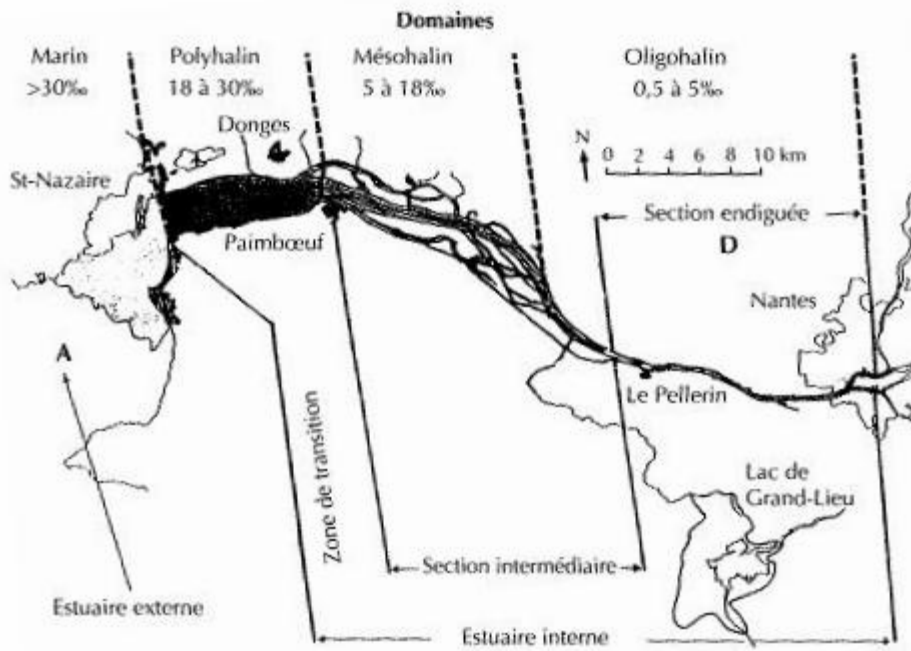 Domaines
Marin
>30‰
Polyhalin
18 à 30‰
Mésohalin
5 à 18‰
Oligohalin
0,5 à 5‰
Donges
N
0 2 4 6 8 10 km
St-Nazaire
Section endiguée
D
Paimbœuf
Nantes
A
Le Pellerin
Zone de transition
Lac de
Grand-Lieu
Section intermédiaire
Estuaire externe
Estuaire interne